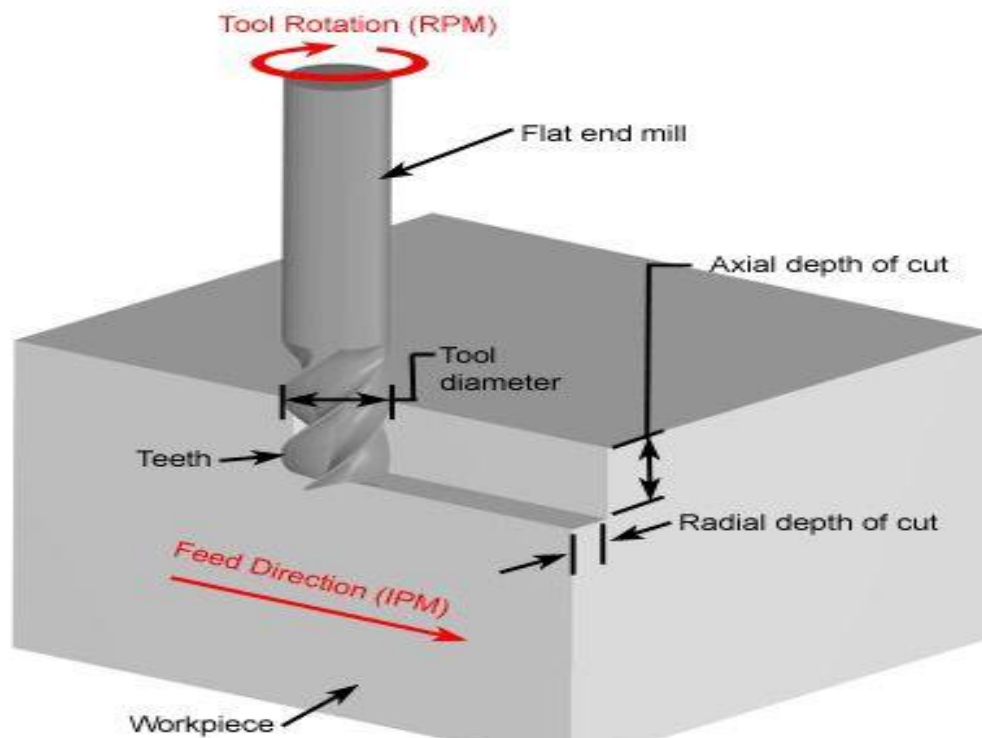 Tool Rotation (RPM)
Flat end mill
Axial depth of cut
Tool
diameter
Teeth
Radial depth of cut
Feed Direction (IPM)
Workpiece